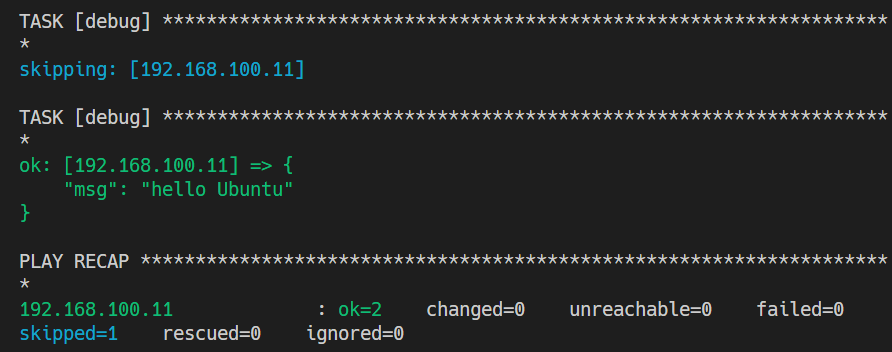 TASK [debug] ******************************************************************
*
skipping: [192.168.100.11]
TASK [debug] ******************************************************************
*
ok: [192.168.100.11] => {
    "msg": "hello Ubuntu"
}
PLAY RECAP ********************************************************************
*
192.168.100.11             : ok=2    changed=0    unreachable=0    failed=0
skipped=1    rescued=0    ignored=0